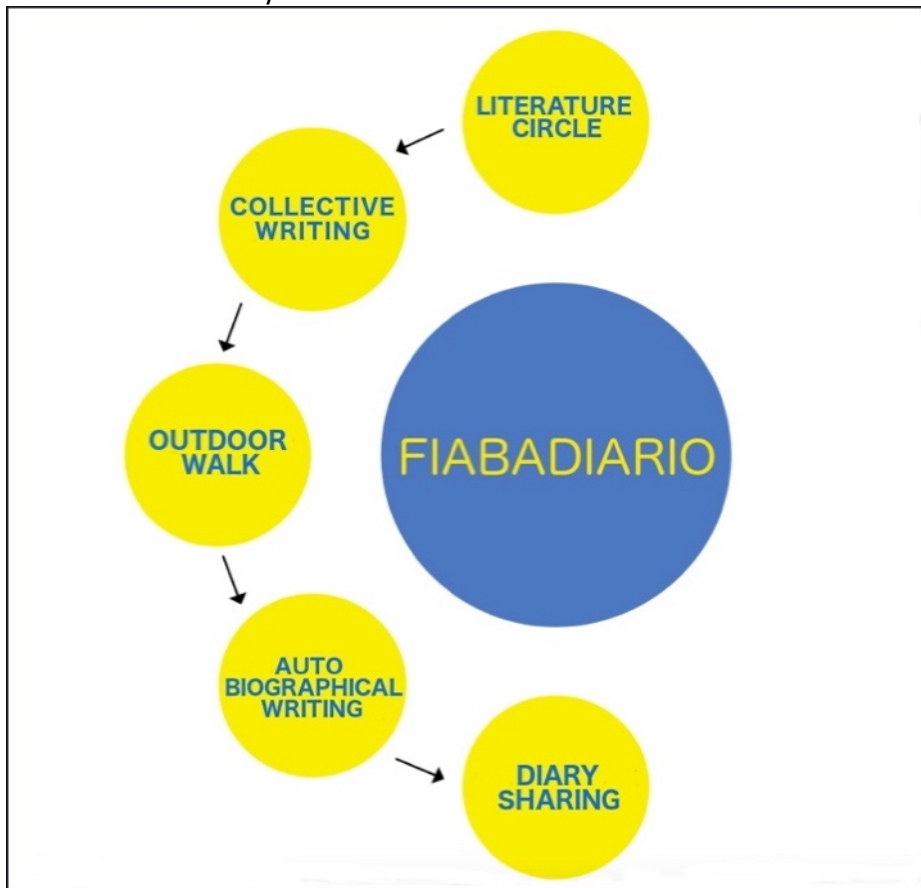 LITERATURE
CIRCLE
COLLECTIVE
WRITING
OUTDOOR
WALK
FIABADIARIO
AUTO
BIOGRAPHICAL
WRITING
DIARY
SHARING